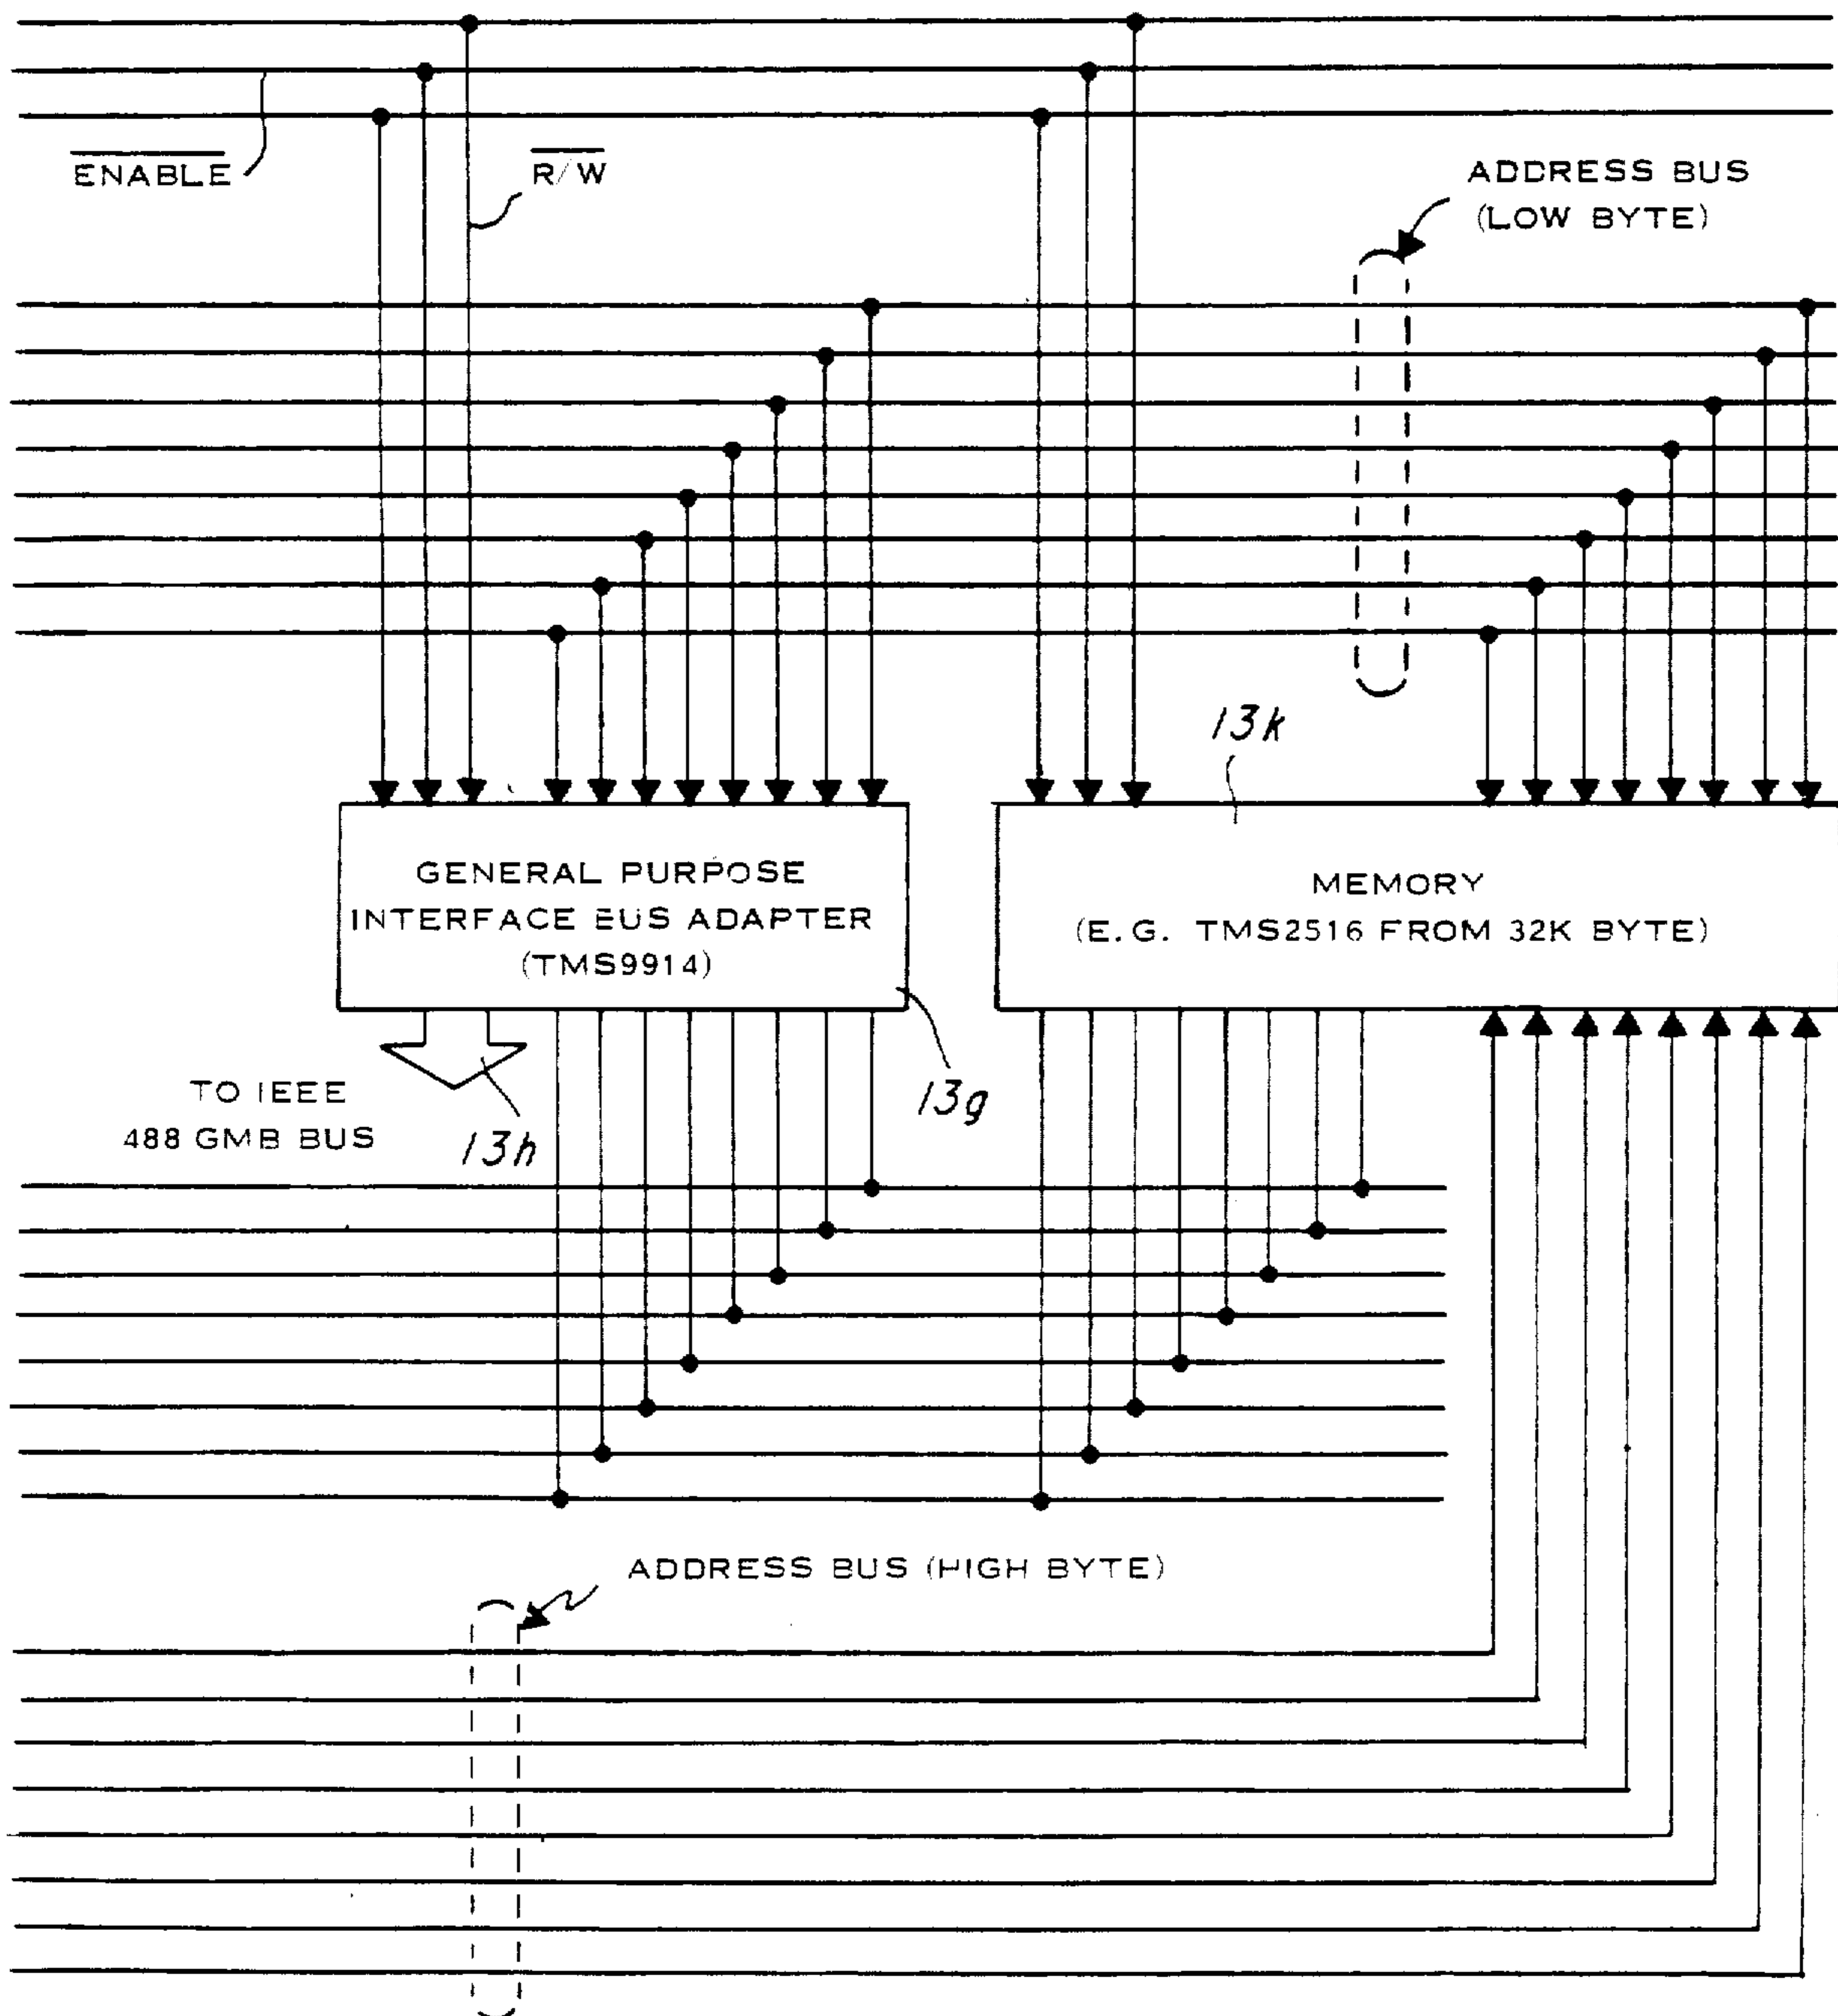 ENABLE
R/W
ADDRESS BUS
(LOW BYTE)
13k
GENERAL PURPOSE
INTERFACE BUS ADAPTER
(TMS9914)
MEMORY
(E.G. TMS2516 FROM 32K BYTE)
TO IEEE
488 GMB BUS
13h
13g
ADDRESS BUS (HIGH BYTE)